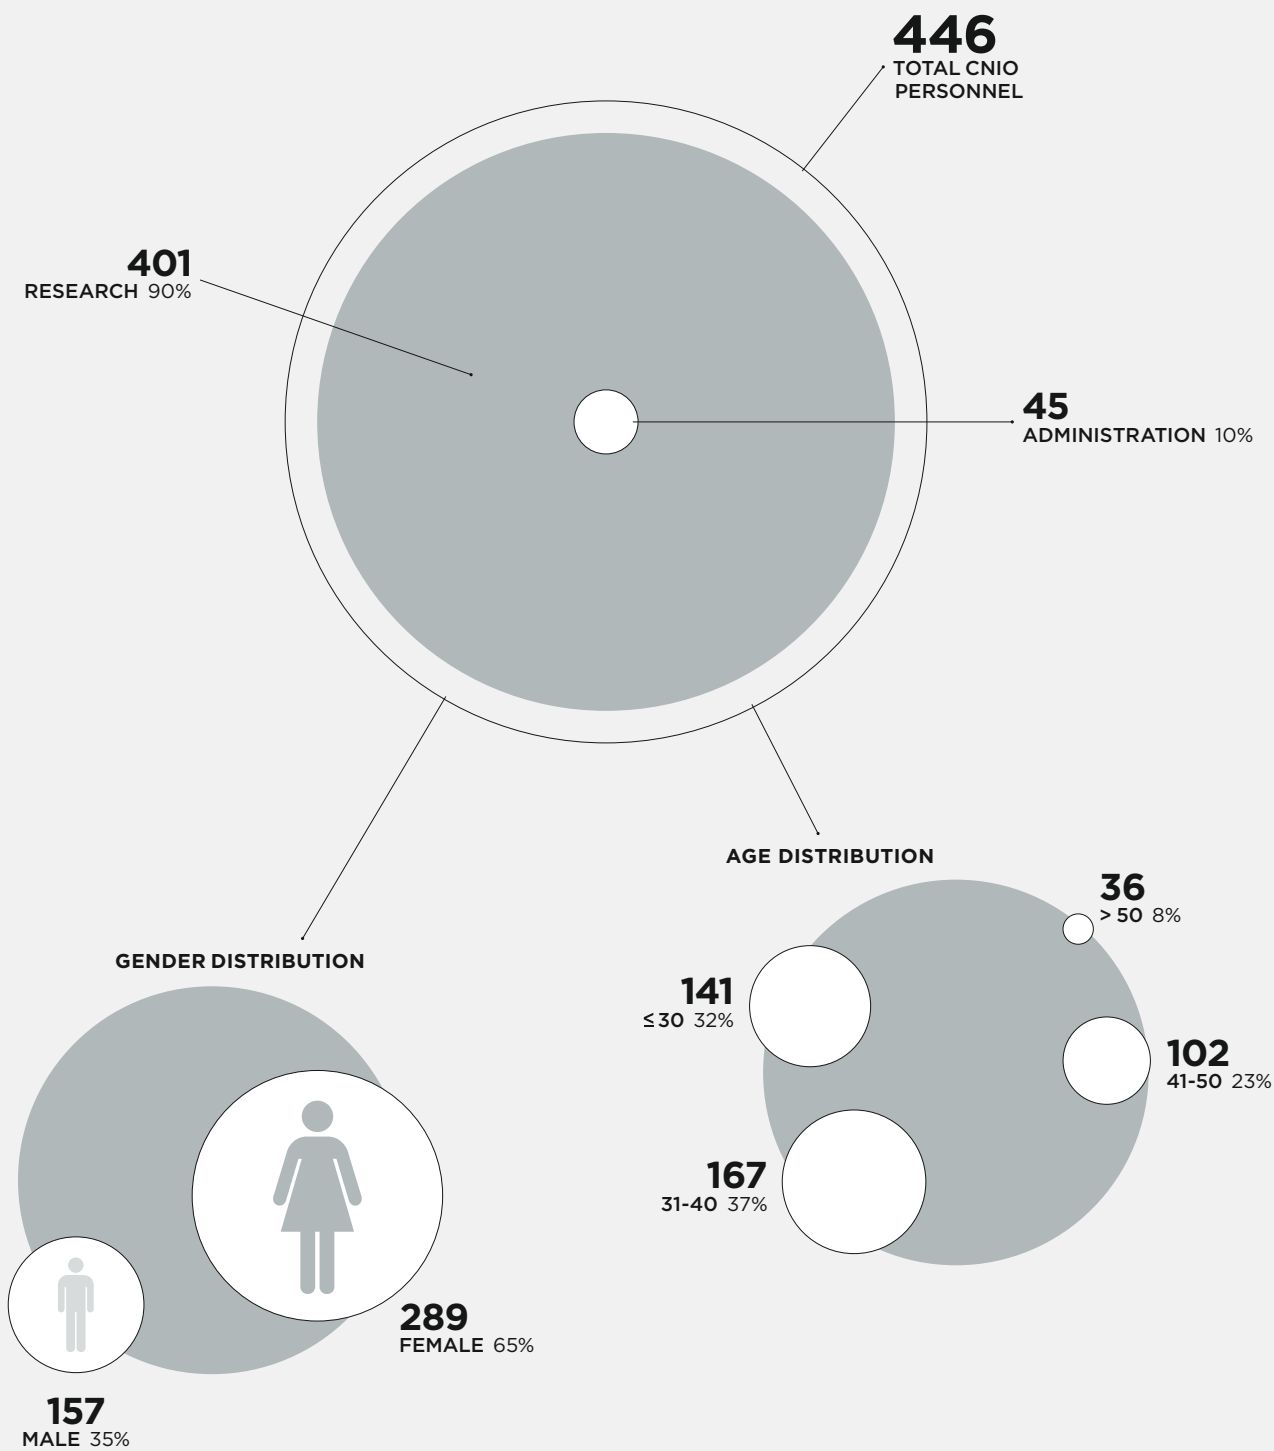 446
TOTAL CNIO
PERSONNEL
401
RESEARCH 90%
45
ADMINISTRATION 10%
GENDER DISTRIBUTION
289
FEMALE 65%
157
MALE 35%
AGE DISTRIBUTION
36
> 50 8%
141
≤ 30 32%
102
41-50 23%
167
31-40 37%